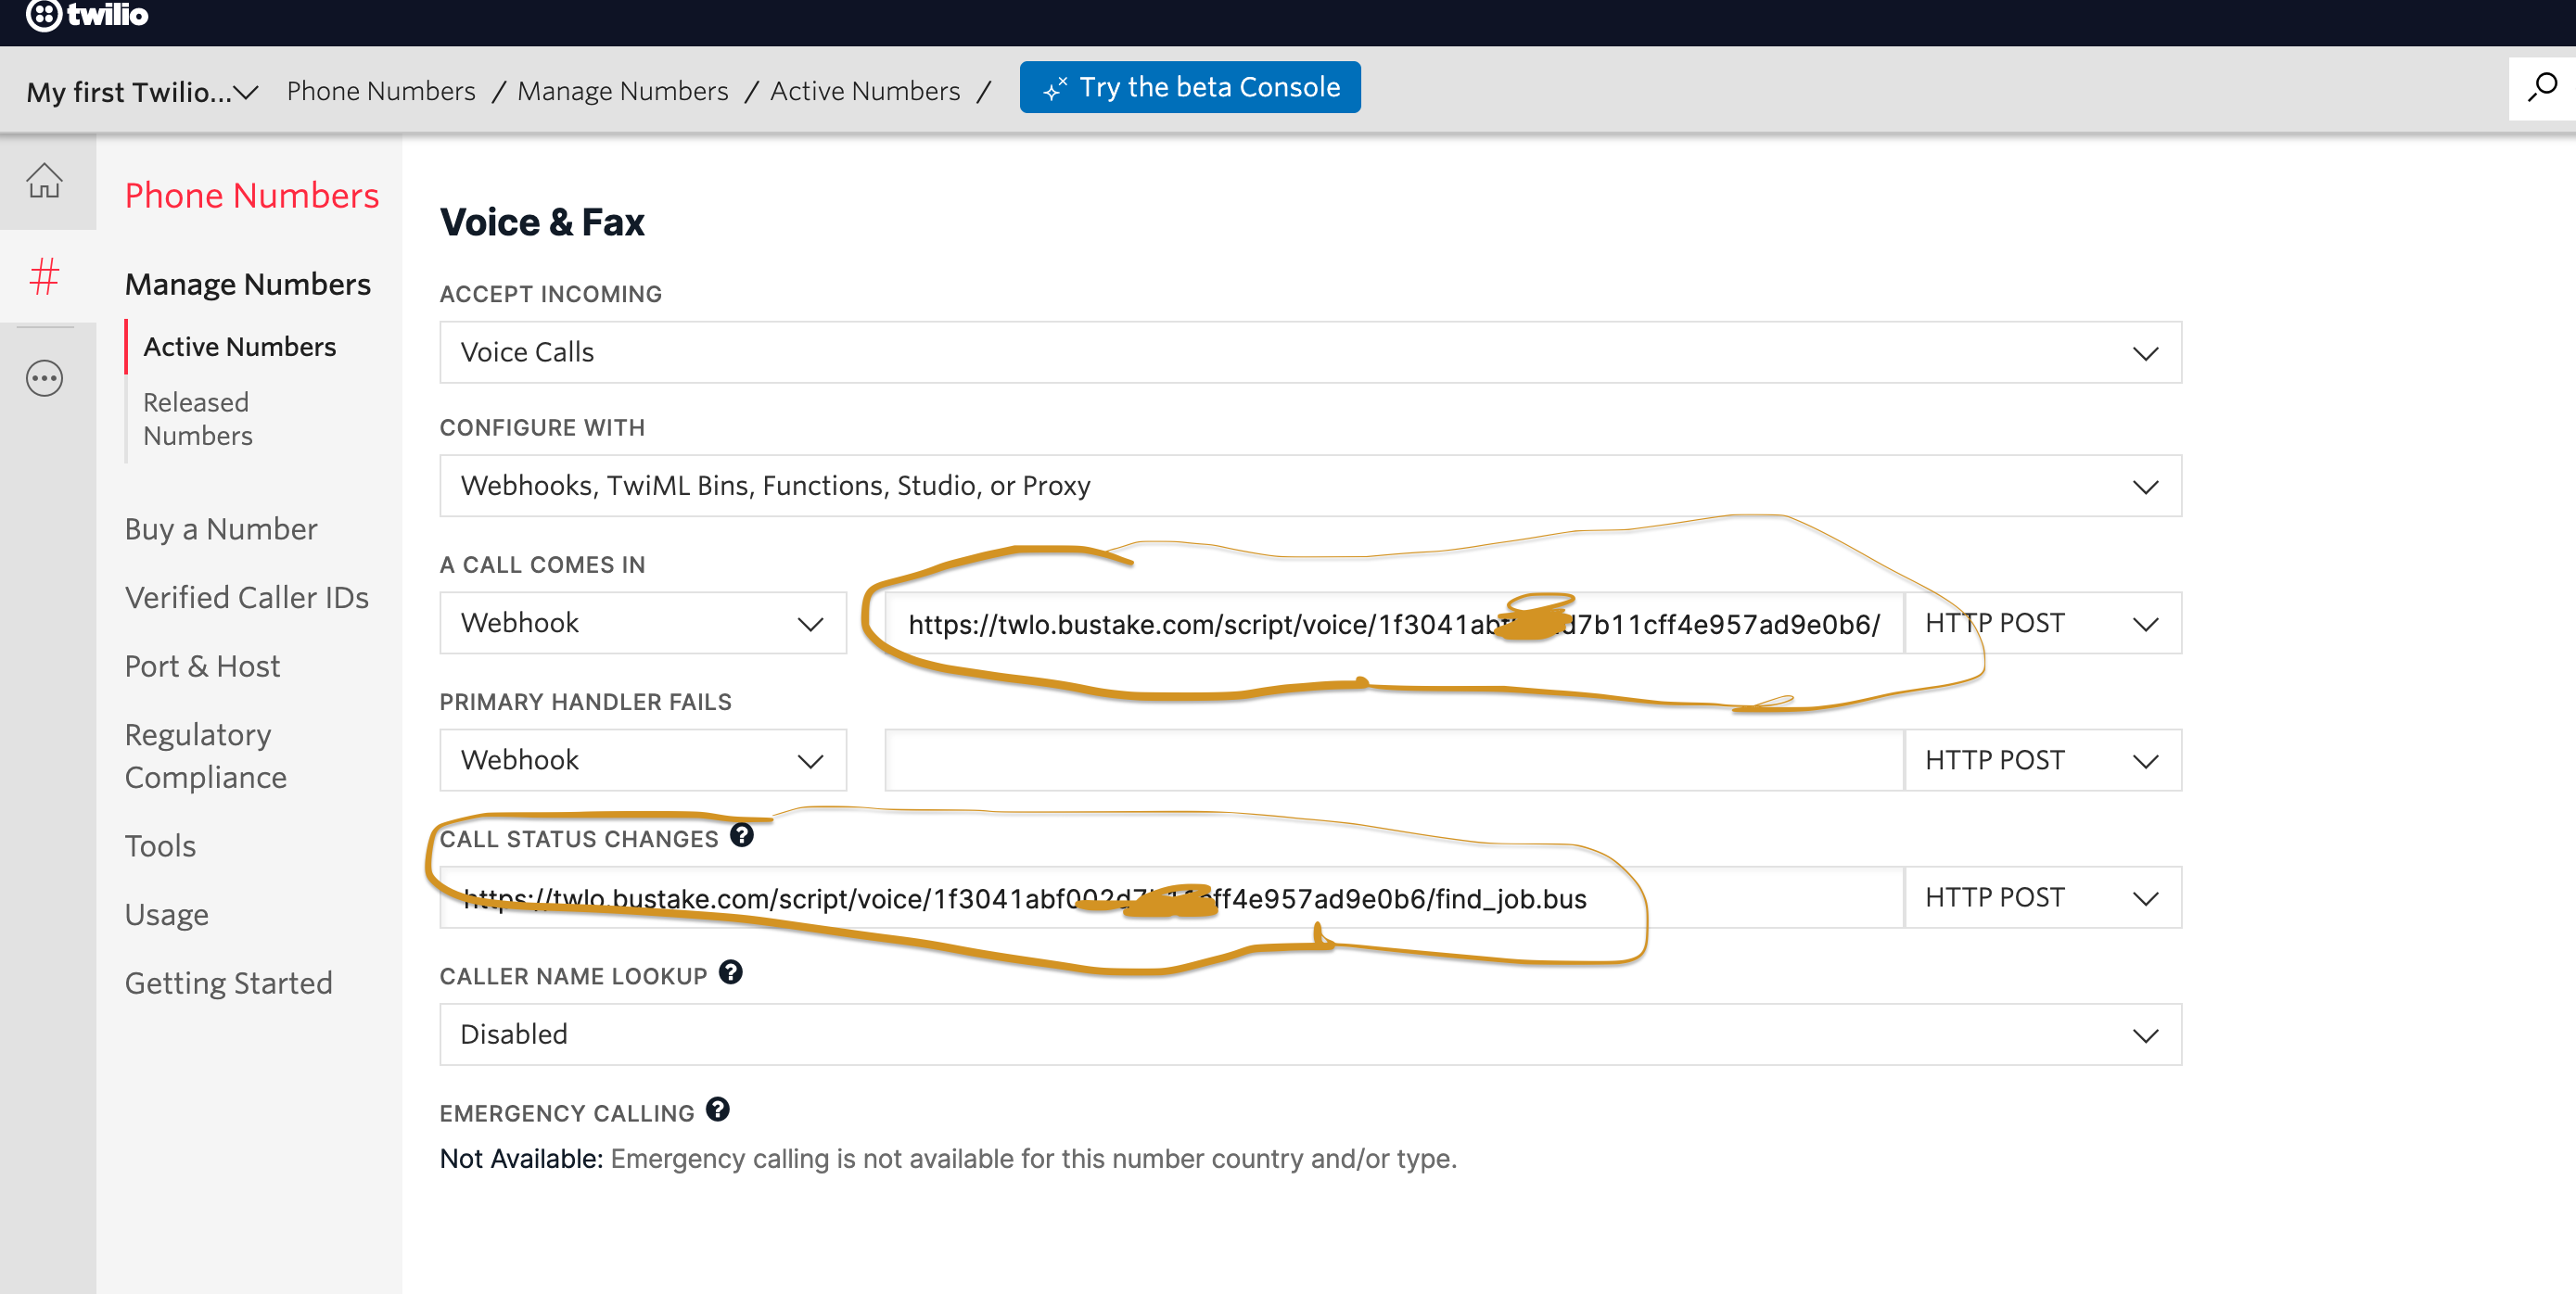 twilio
My first Twilio... Phone Numbers / Manage Numbers / Active Numbers / Try the beta Console
Phone Numbers
Manage Numbers
Active Numbers
Released
Numbers
Buy a Number
Verified Caller IDs
Port & Host
Regulatory
Compliance
Tools
Usage
Getting Started
Voice & Fax
ACCEPT INCOMING
Voice Calls
CONFIGURE WITH
Webhooks, TwiML Bins, Functions, Studio, or Proxy
A CALL COMES IN
Webhook https://twlo.bustake.com/script/voice/1f3041abf d7b11cff4e957ad9e0b6/ HTTP POST
PRIMARY HANDLER FAILS
Webhook HTTP POST
CALL STATUS CHANGES ?
https://twlo.bustake.com/script/voice/1f3041abf002d7 ff4e957ad9e0b6/find_job.bus HTTP POST
CALLER NAME LOOKUP ?
Disabled
EMERGENCY CALLING ?
Not Available: Emergency calling is not available for this number country and/or type.